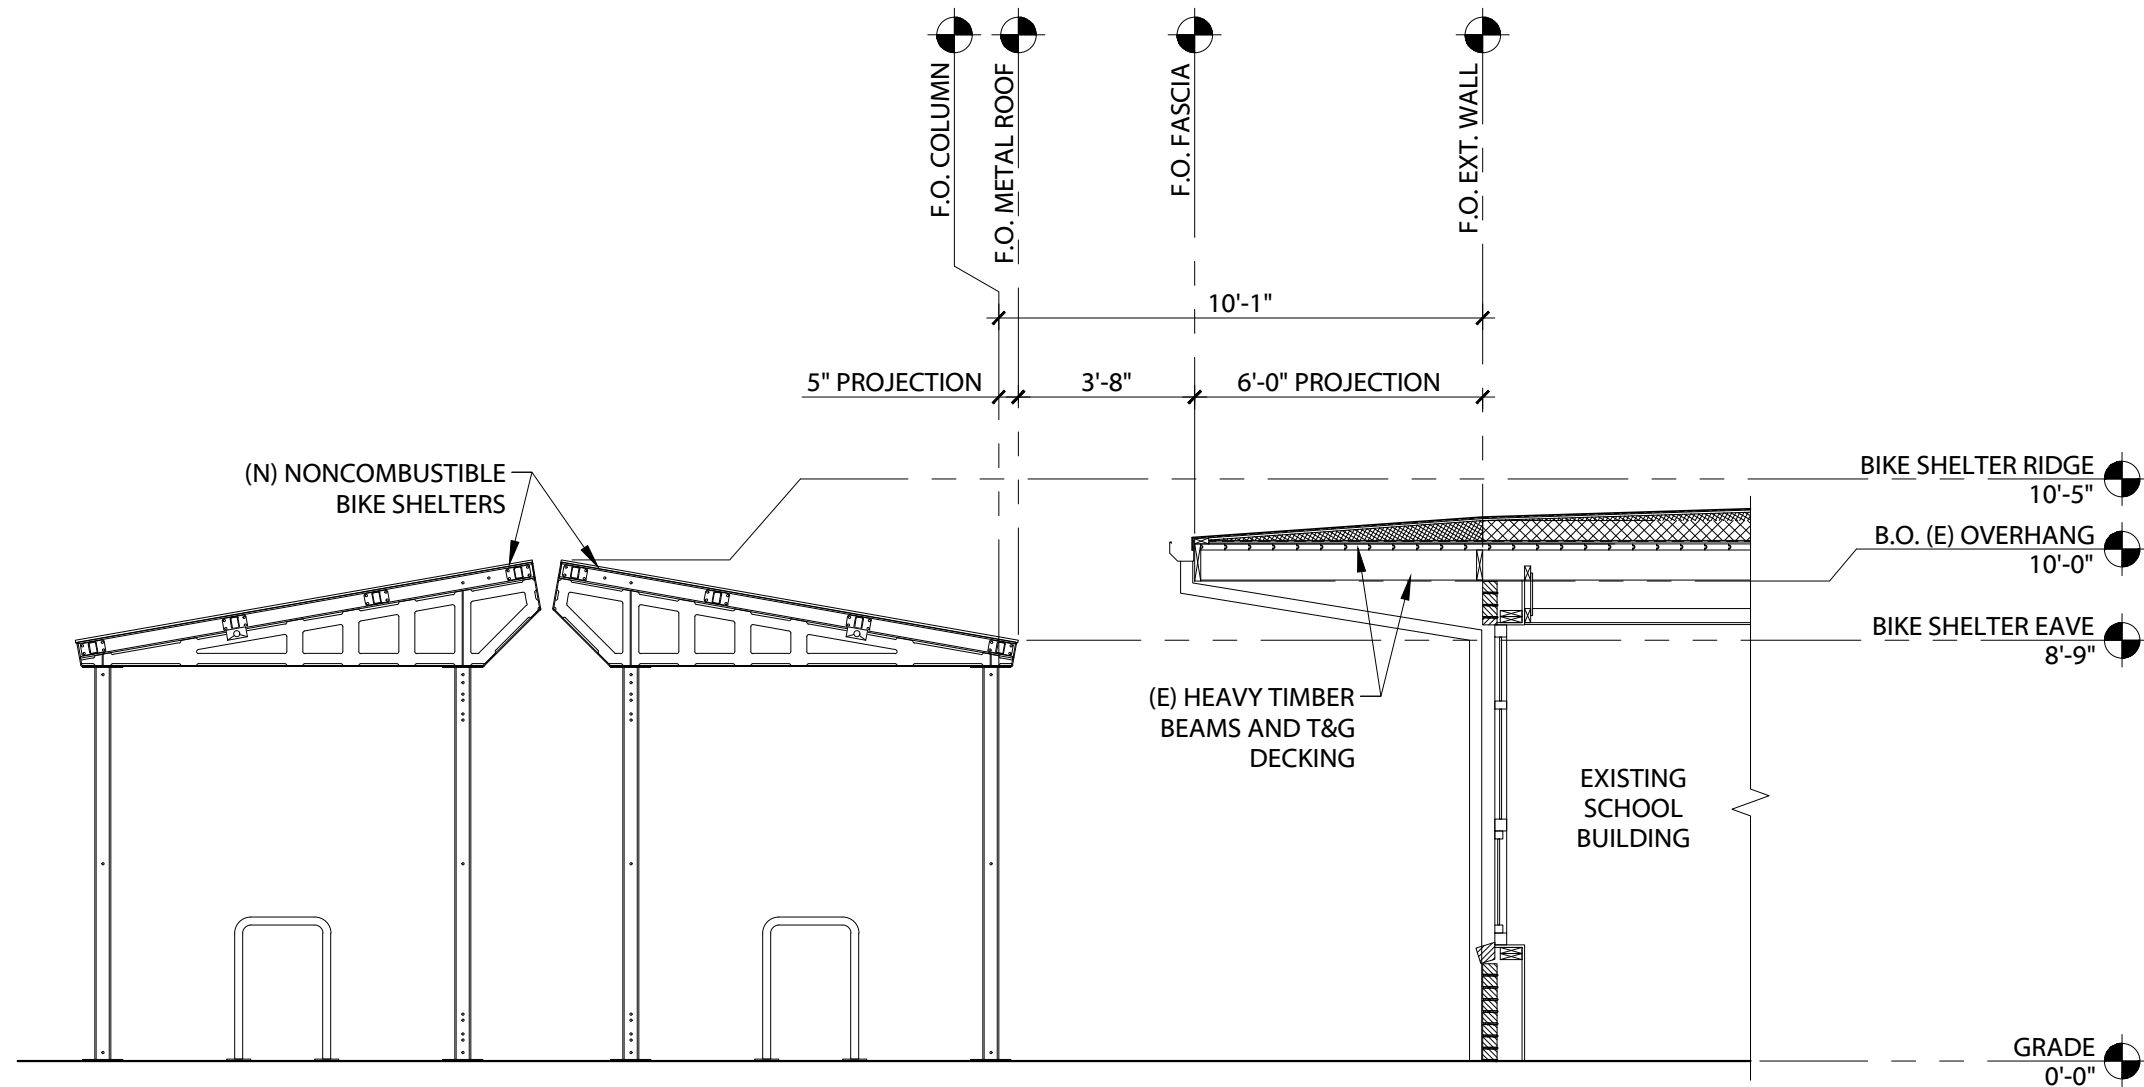 F.O. COLUMN
F.O. METAL ROOF
F.O. FASCIA
F.O. EXT. WALL
10'-1"
5" PROJECTION
3'-8"
6'-0" PROJECTION
(N) NONCOMBUSTIBLE
BIKE SHELTERS
BIKE SHELTER RIDGE
10'-5"
B.O. (E) OVERHANG
10'-0"
BIKE SHELTER EAVE
8'-9"
(E) HEAVY TIMBER
BEAMS AND T&G
DECKING
EXISTING
SCHOOL
BUILDING
GRADE
0'-0"